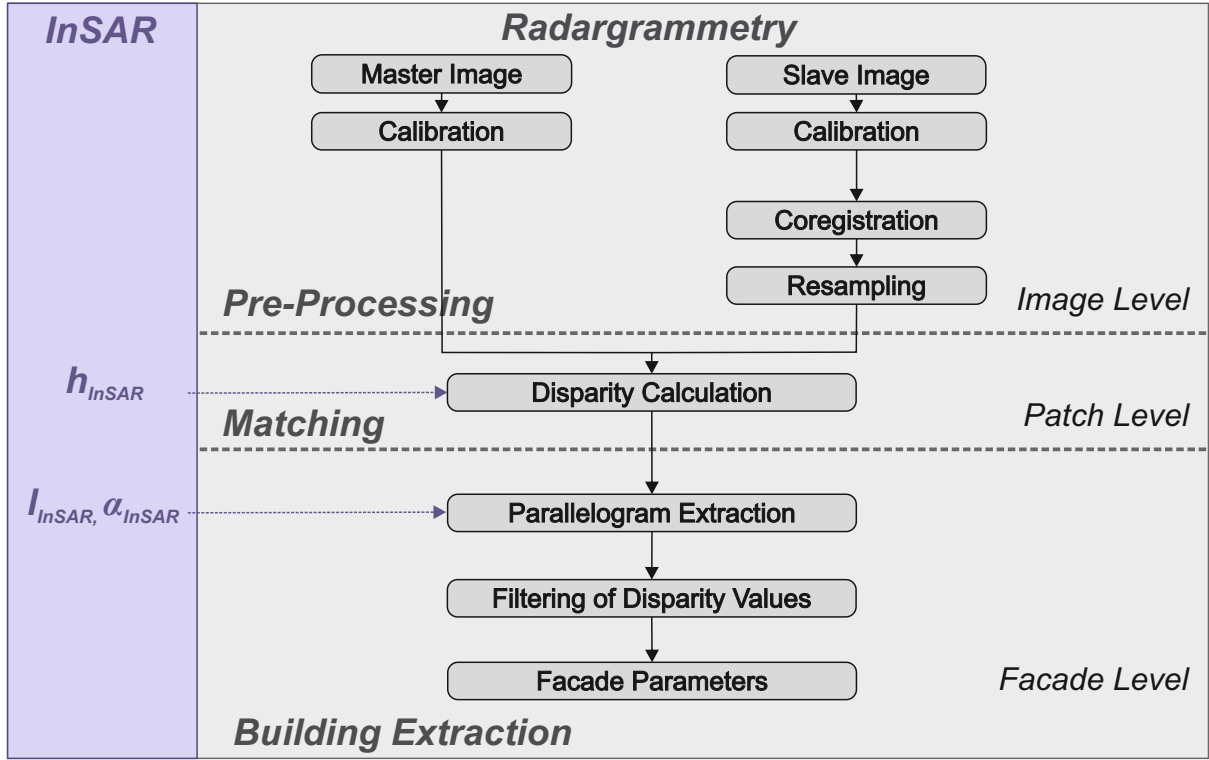 InSAR
Radargrammetry
Master Image
Slave Image
Calibration
Calibration
Coregistration
Resampling
Pre-Processing
Image Level
h_InSAR
Disparity Calculation
Matching
Patch Level
l_InSAR, α_InSAR
Parallelogram Extraction
Filtering of Disparity Values
Facade Parameters
Facade Level
Building Extraction